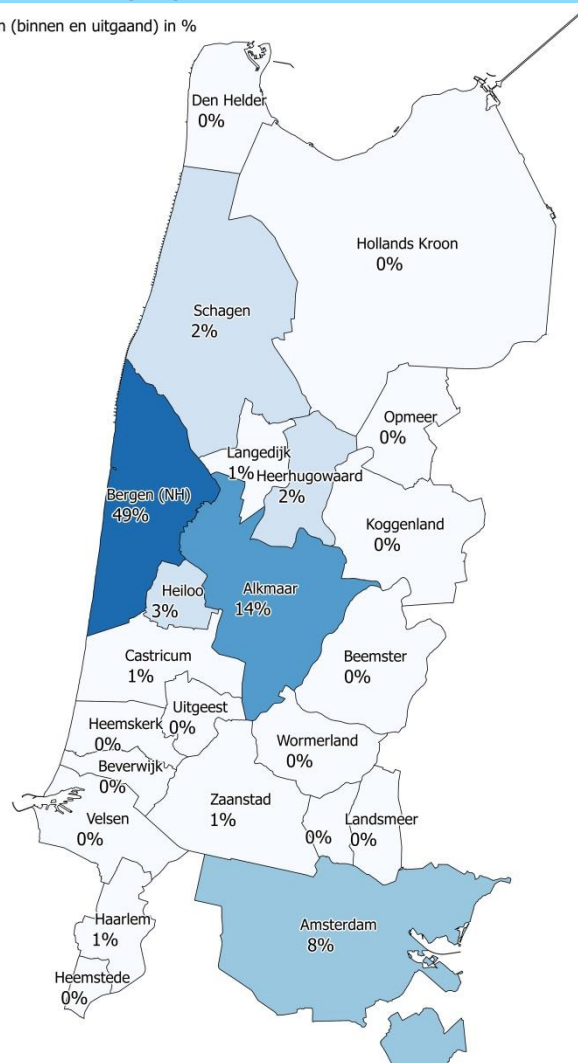 (binnen en uitgaand) in %
Den Helder
0%
Hollands Kroon
0%
Schagen
2%
Opmeer
0%
Langedijk
1%
Heerhugowaard
2%
Bergen (NH)
49%
Koggenland
0%
Heiloo
3%
Alkmaar
14%
Castricum
1%
Beemster
0%
Uitgeest
0%
Heemskerk
0%
Wormerland
0%
Beverwijk
0%
Zaanstad
1%
Velsen
0%
0%
Landsmeer
0%
Haarlem
1%
Amsterdam
8%
Heemstede
0%